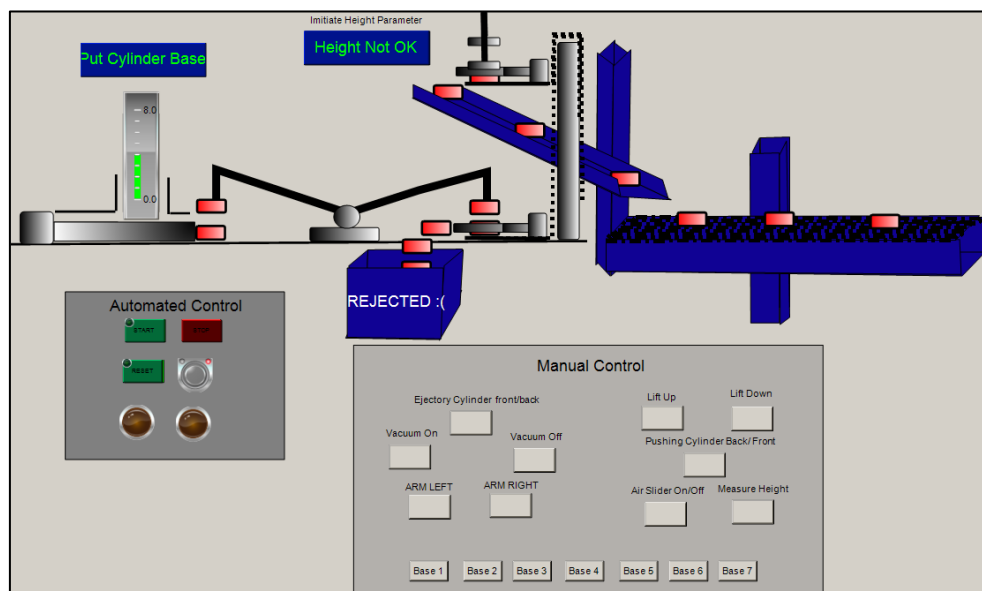 Imitiate Height Parameter
Put Cylinder Base
Height Not OK
8.0
0.0
REJECTED :(
Automated Control
START
STOP
RESET
Manual Control
Ejectory Cylinder front/back
Lift Up
Lift Down
Vacuum On
Vacuum Off
Pushing Cylinder Back/ Front
ARM LEFT
ARM RIGHT
Air Slider On/Off
Measure Height
Base 1
Base 2
Base 3
Base 4
Base 5
Base 6
Base 7